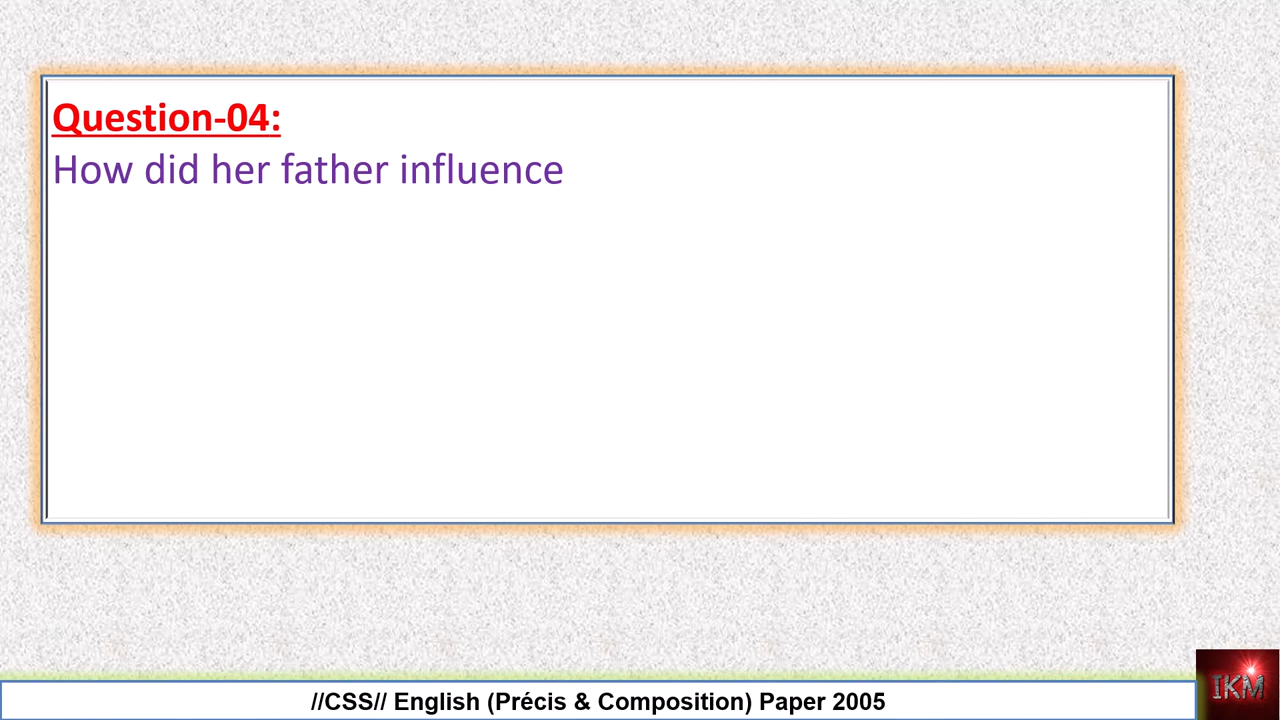 Question-04:
How did her father influence
//CSS// English (Précis & Composition) Paper 2005
IKM